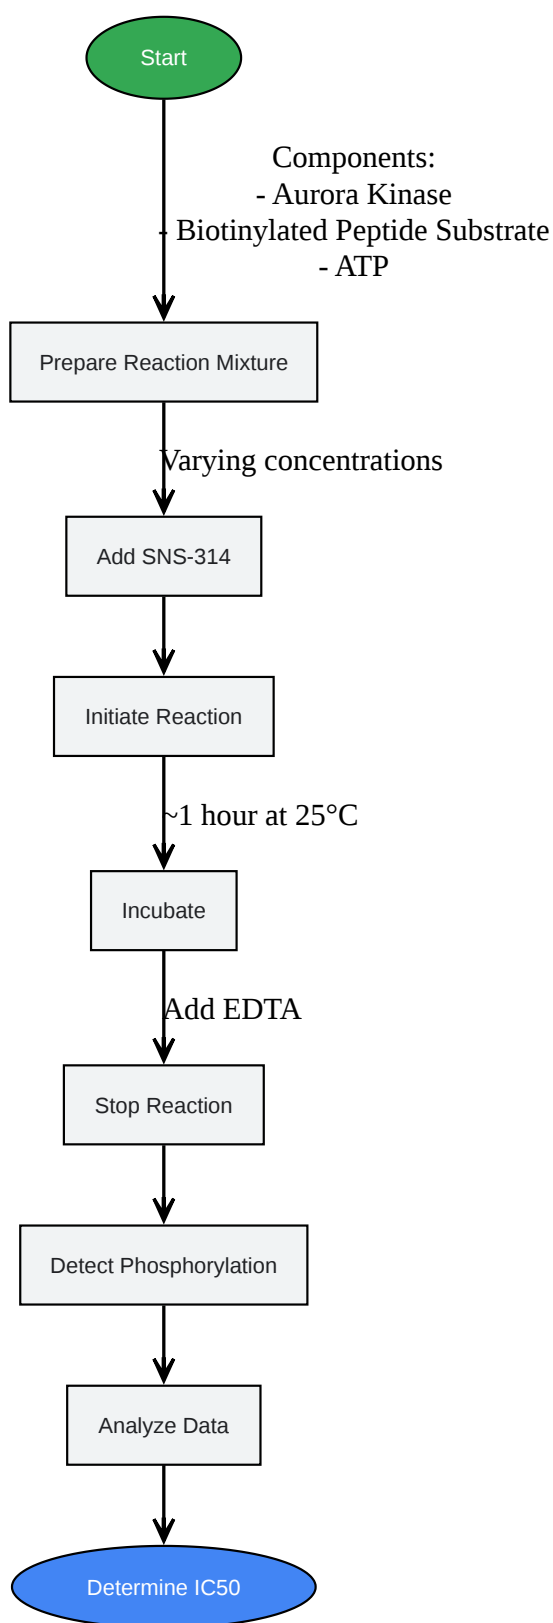 Start
Components:
- Aurora Kinase
- Biotinylated Peptide Substrate
- ATP
Prepare Reaction Mixture
Varying concentrations
Add SNS-314
Initiate Reaction
~1 hour at 25°C
Incubate
Add EDTA
Stop Reaction
Detect Phosphorylation
Analyze Data
Determine IC50